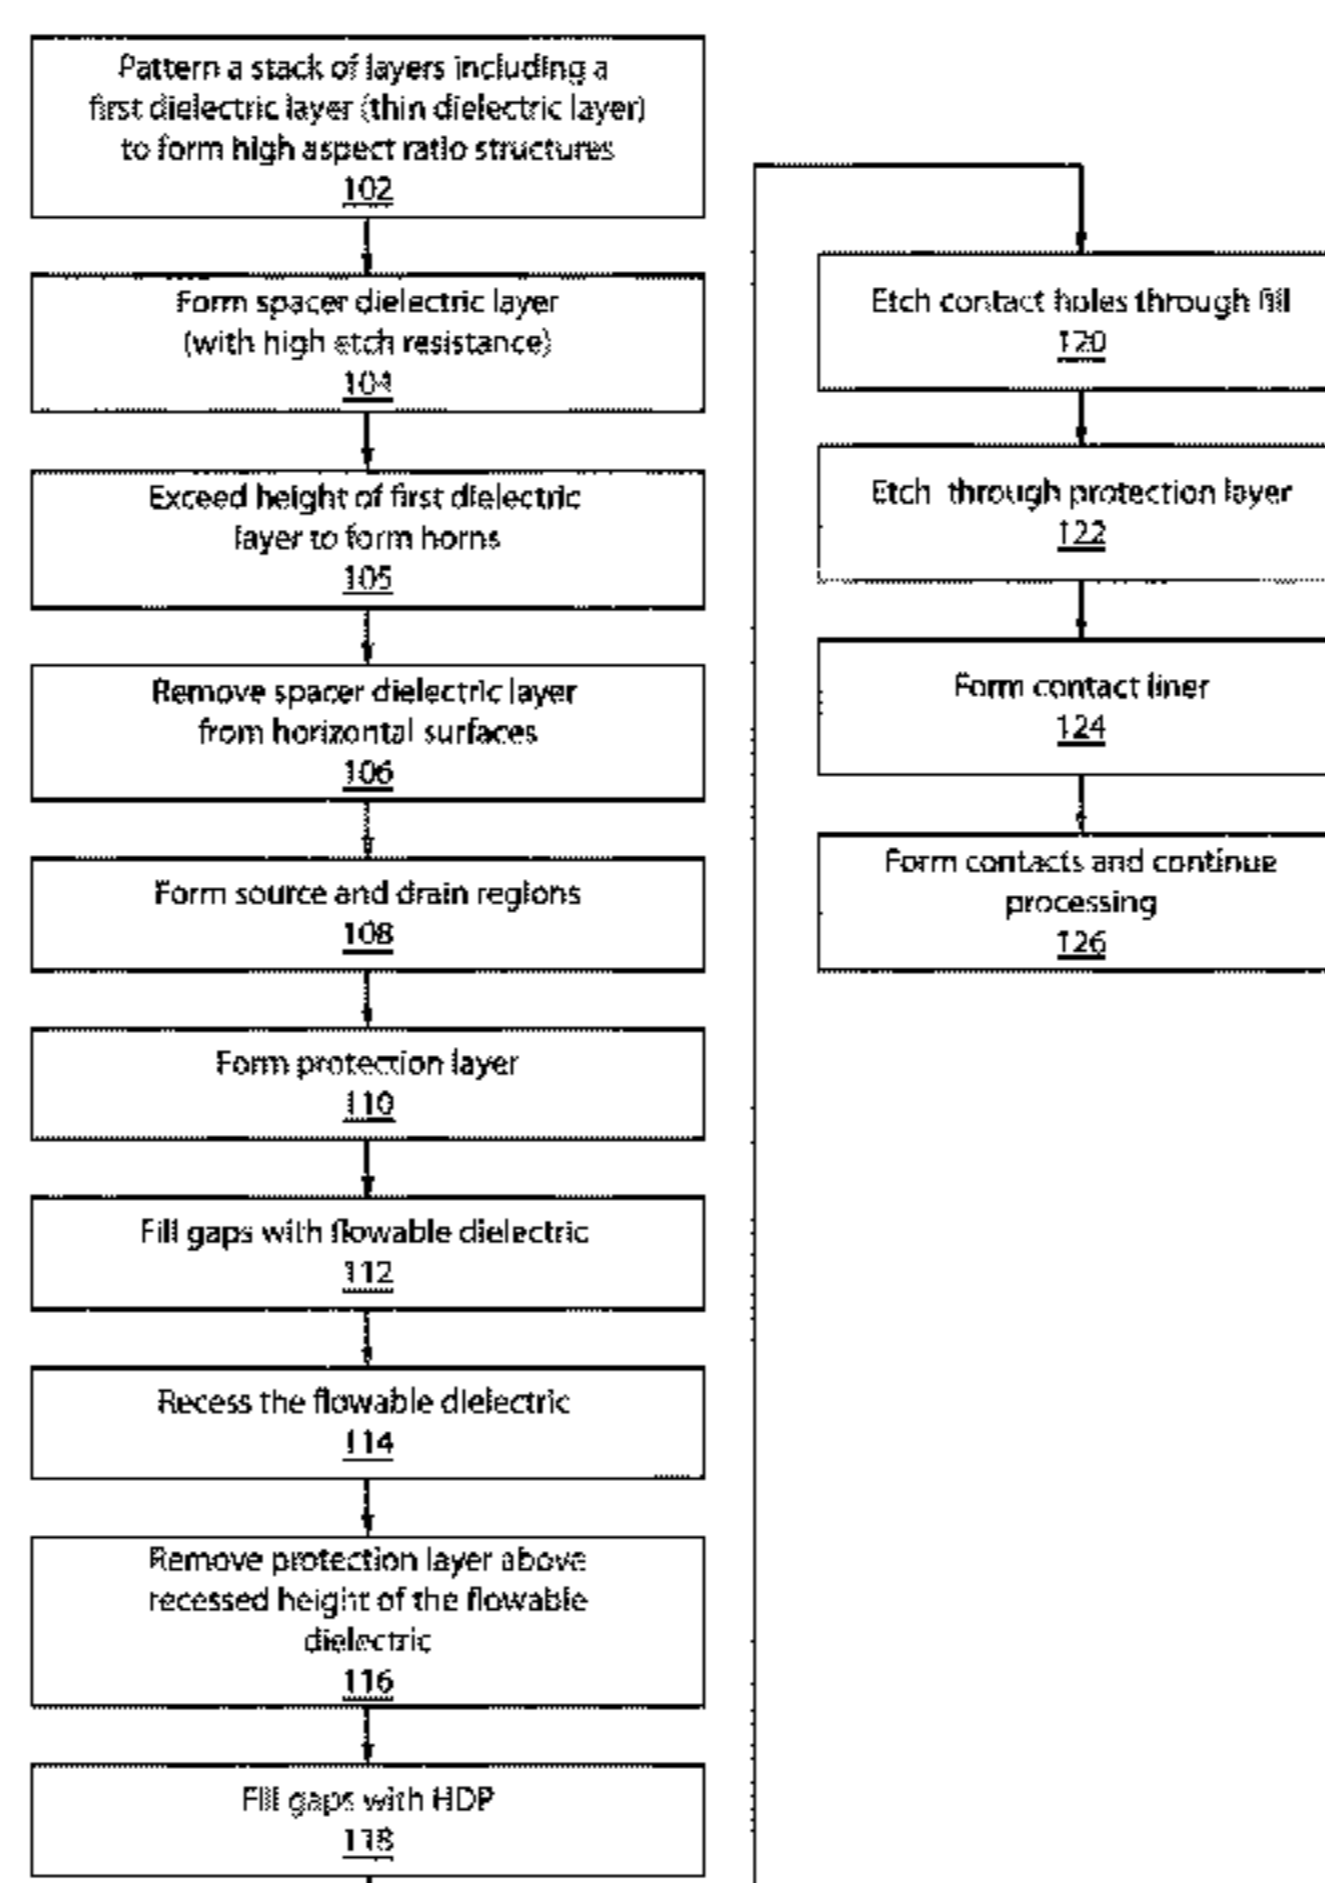 Pattern a stack of layers including a
first dielectric layer (thin dielectric layer)
to form high aspect ratio structures
102
Form spacer dielectric layer
(with high etch resistance)
104
Exceed height of first dielectric
layer to form horns
105
Remove spacer dielectric layer
from horizontal surfaces
106
Form source and drain regions
108
Form protection layer
110
Fill gaps with flowable dielectric
112
Recess the flowable dielectric
114
Remove protection layer above
recessed height of the flowable
dielectric
116
Fill gaps with HDP
118
Etch contact holes through fill
120
Etch through protection layer
122
Form contact liner
124
Form contacts and continue
processing
126